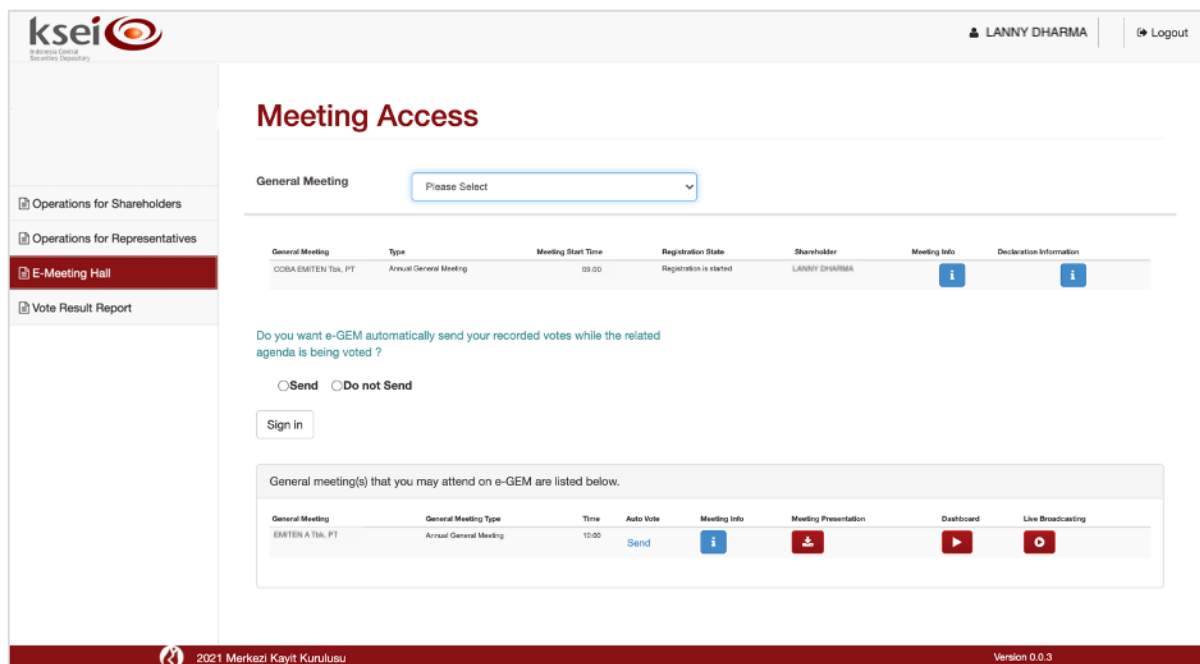 ksei
Indonesia Central
Securities Depository
LANNY DHARMA
Logout
Meeting Access
General Meeting
Please Select
Operations for Shareholders
Operations for Representatives
E-Meeting Hall
Vote Result Report
General Meeting Type Meeting Start Time Registration State Shareholder Meeting Info Declaration Information
COBA EMITEN Tbk, PT Annual General Meeting 09.00 Registration is started LANNY DHARMA
Do you want e-GEM automatically send your recorded votes while the related
agenda is being voted ?
Send Do not Send
Sign in
General meeting(s) that you may attend on e-GEM are listed below.
General Meeting General Meeting Type Time Auto Vote Meeting Info Meeting Presentation Dashboard Live Broadcasting
EMITEN A Tbk, PT Annual General Meeting 10:00 Send
2021 Merkezi Kayit Kurulusu
Version 0.0.3